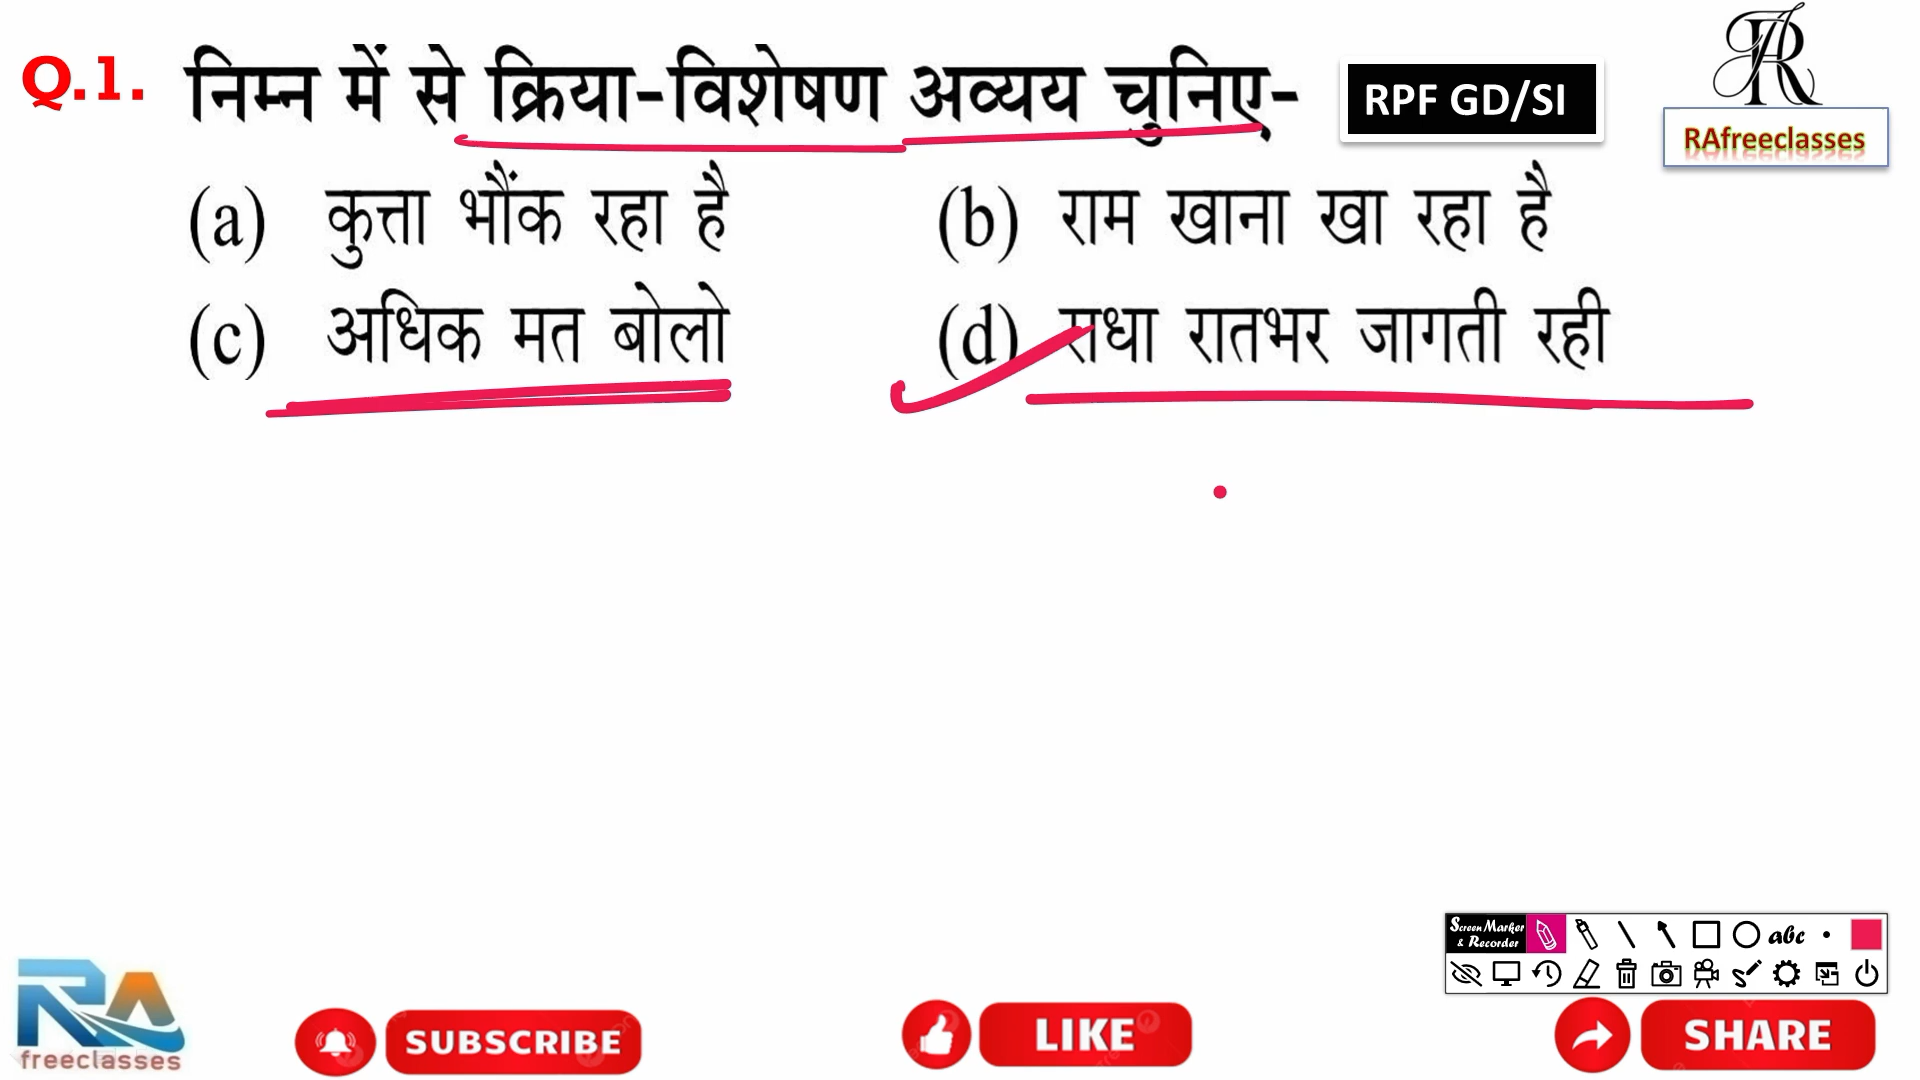 Q.1. निम्न में से क्रिया-विशेषण अव्यय चुनिए- RPF GD/SI
RAfreeclasses
(a) कुत्ता भौंक रहा है (b) राम खाना खा रहा है
(c) अधिक मत बोलो (d) राधा रातभर जागती रही
Screen Marker
& Recorder
abc
RA
freeclasses
SUBSCRIBE
LIKE
SHARE